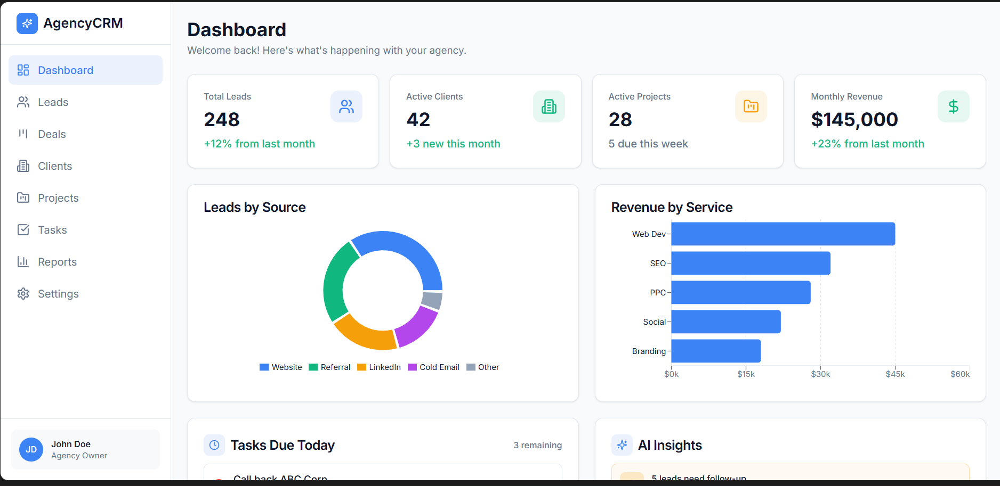 AgencyCRM
Dashboard
Leads
Deals
Clients
Projects
Tasks
Reports
Settings
JD
John Doe
Agency Owner
Dashboard
Welcome back! Here's what's happening with your agency.
Total Leads
248
+12% from last month
Active Clients
42
+3 new this month
Active Projects
28
5 due this week
Monthly Revenue
$145,000
+23% from last month
Leads by Source
Website Referral LinkedIn Cold Email Other
Revenue by Service
Web Dev
SEO
PPC
Social
Branding
$0k $15k $30k $45k $60k
Tasks Due Today
3 remaining
Call back ABC Corp
AI Insights
5 leads need follow-up